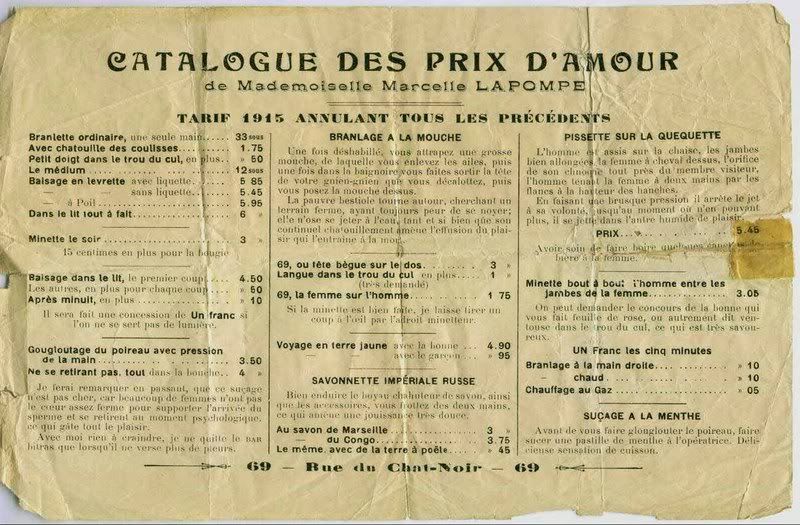 CATALOGUE DES PRIX D'AMOUR
de Mademoiselle Marcelle LAPOMPE
TARIF 1915 ANNULANT TOUS LES PRÉCÉDENTS
Branlette ordinaire, une seule main..... 33 sous
Avec chatouille des coulisses........... 1.75
Petit doigt dans le trou du cul, en plus.. » 50
Le médium............ 12 sous
Baisage en levrette avec liquette..... 5 85
— sans liquette..... 5.45
— à Poil............ 5.95
Dans le lit tout à fait............ 6 »
Minette le soir............ 3 »
15 centimes en plus pour la bougie
Baisage dans le lit, le premier coup..... 4.50
Les autres, en plus pour chaque coup..... » 50
Après minuit, en plus............ » 10
Il sera fait une concession de Un franc si
l'on ne se sert pas de lumière.
Gougloutage du poireau avec pression
de la main............ 3.50
Ne se retirant pas, tout dans la bouche.. 4 »
Je ferai remarquer en passant, que ce suçage
n'est pas cher, car beaucoup de femmes n'ont pas
le cœur assez ferme pour supporter l'arrivée du
sperme et se retirent au moment psychologique,
ce qui gâte tout le plaisir.
Avec moi rien à craindre, je ne quitte le BAR
bitras que lorsqu'il ne verse plus de pleurs.
BRANLAGE A LA MOUCHE
Une fois déshabillé, vous attrapez une grosse
mouche, de laquelle vous enlevez les ailes, puis
une fois dans la baignoire vous faites sortir la tête
de votre gnien-gnien que vous décalottez, puis
vous posez la mouche dessus.
La pauvre bestiole tourne autour, cherchant un
terrain ferme, ayant toujours peur de se noyer;
elle n'ose se jeter à l'eau, tant et si bien que son
continuel chatouillement amène l'effusion du plai-
sir qui l'entraîne à la mort.
69, ou tête bègue sur le dos......... 3 »
Langue dans le trou du cul en plus... 1 »
(très demandé)
69, la femme sur l'homme......... 1 75
Si la minette est bien faite, je laisse tirer un
coup à l'œil par l'adroit minetteur.
Voyage en terre jaune avec la bonne... 4.90
— — avec le garçon... » 95
SAVONNETTE IMPÉRIALE RUSSE
Bien enduire le boyau chahuteur de savon, ainsi
que les accessoires, vous frottez des deux mains,
ce qui amène une jouissance très douce.
Au savon de Marseille......... 3 »
— du Congo......... 3.75
Le même, avec de la terre à poêle... » 45
PISSETTE SUR LA QUEQUETTE
L'homme est assis sur la chaise, les jambes
bien allongées, la femme à cheval dessus, l'orifice
de son chnoque tout près du membre visiteur,
l'homme tenant la femme à deux mains par les
flancs à la hauteur des hanches.
En faisant une brusque pression il arrête le jet
à sa volonté, jusqu'au moment où n'en pouvant
plus, il se jette dans l'antre humide de plaisir.
PRIX......... 5.45
Avoir soin de faire boire quelques
bière à la femme.
Minette bout à bout: l'homme entre les
jambes de la femme......... 3.05
On peut demander le concours de la bonne qui
vous fait feuille de rose, ou autrement dit ven-
touse dans le trou du cul, ce qui est très savou-
reux.
UN Franc les cinq minutes
Branlage à la main droite......... » 10
chaud......... » 10
Chauffage au Gaz......... » 05
SUÇAGE A LA MENTHE
Avant de vous faire glouglouter le poireau, faire
sucer une pastille de menthe à l'opératrice. Déli-
cieuse sensation de cuisson.
69 — Rue du Chat-Noir — 69